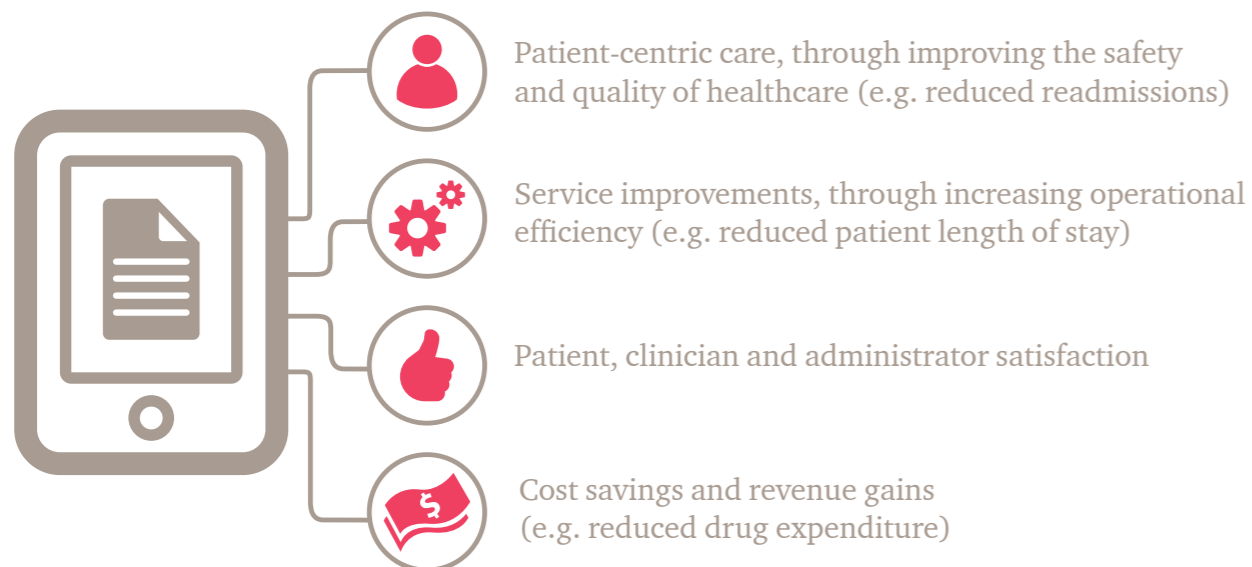 Patient-centric care, through improving the safety
and quality of healthcare (e.g. reduced readmissions)
Service improvements, through increasing operational
efficiency (e.g. reduced patient length of stay)
Patient, clinician and administrator satisfaction
$
Cost savings and revenue gains
(e.g. reduced drug expenditure)